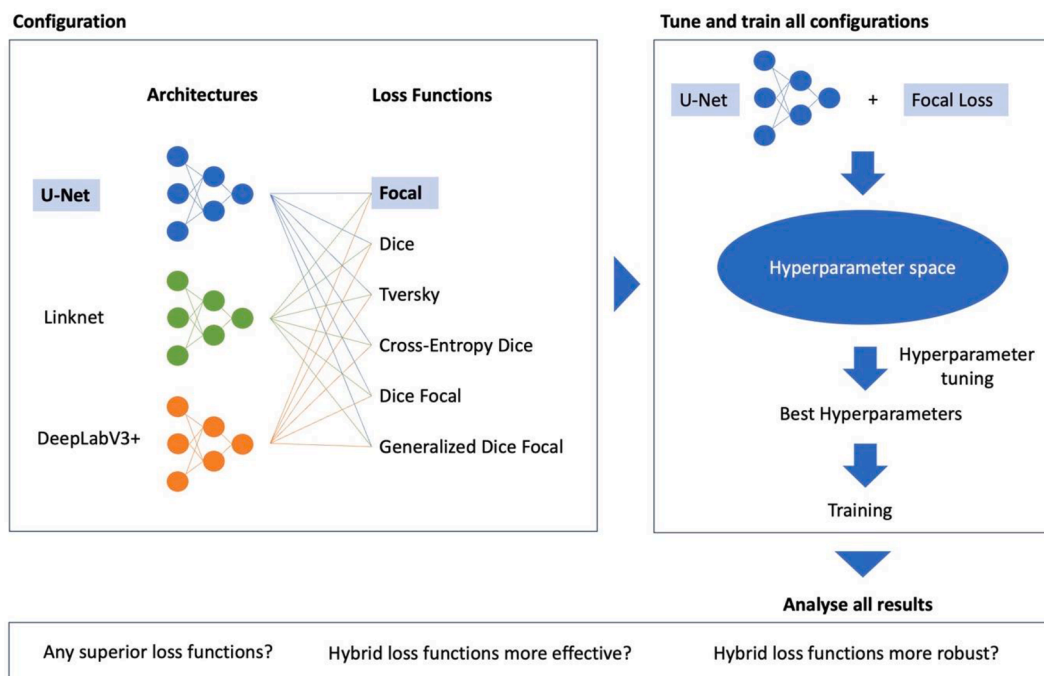 Configuration
Architectures
Loss Functions
U-Net
Linknet
DeepLabV3+
Focal
Dice
Tversky
Cross-Entropy Dice
Dice Focal
Generalized Dice Focal
Tune and train all configurations
U-Net
+
Focal Loss
Hyperparameter space
Hyperparameter
tuning
Best Hyperparameters
Training
Analyse all results
Any superior loss functions?
Hybrid loss functions more effective?
Hybrid loss functions more robust?